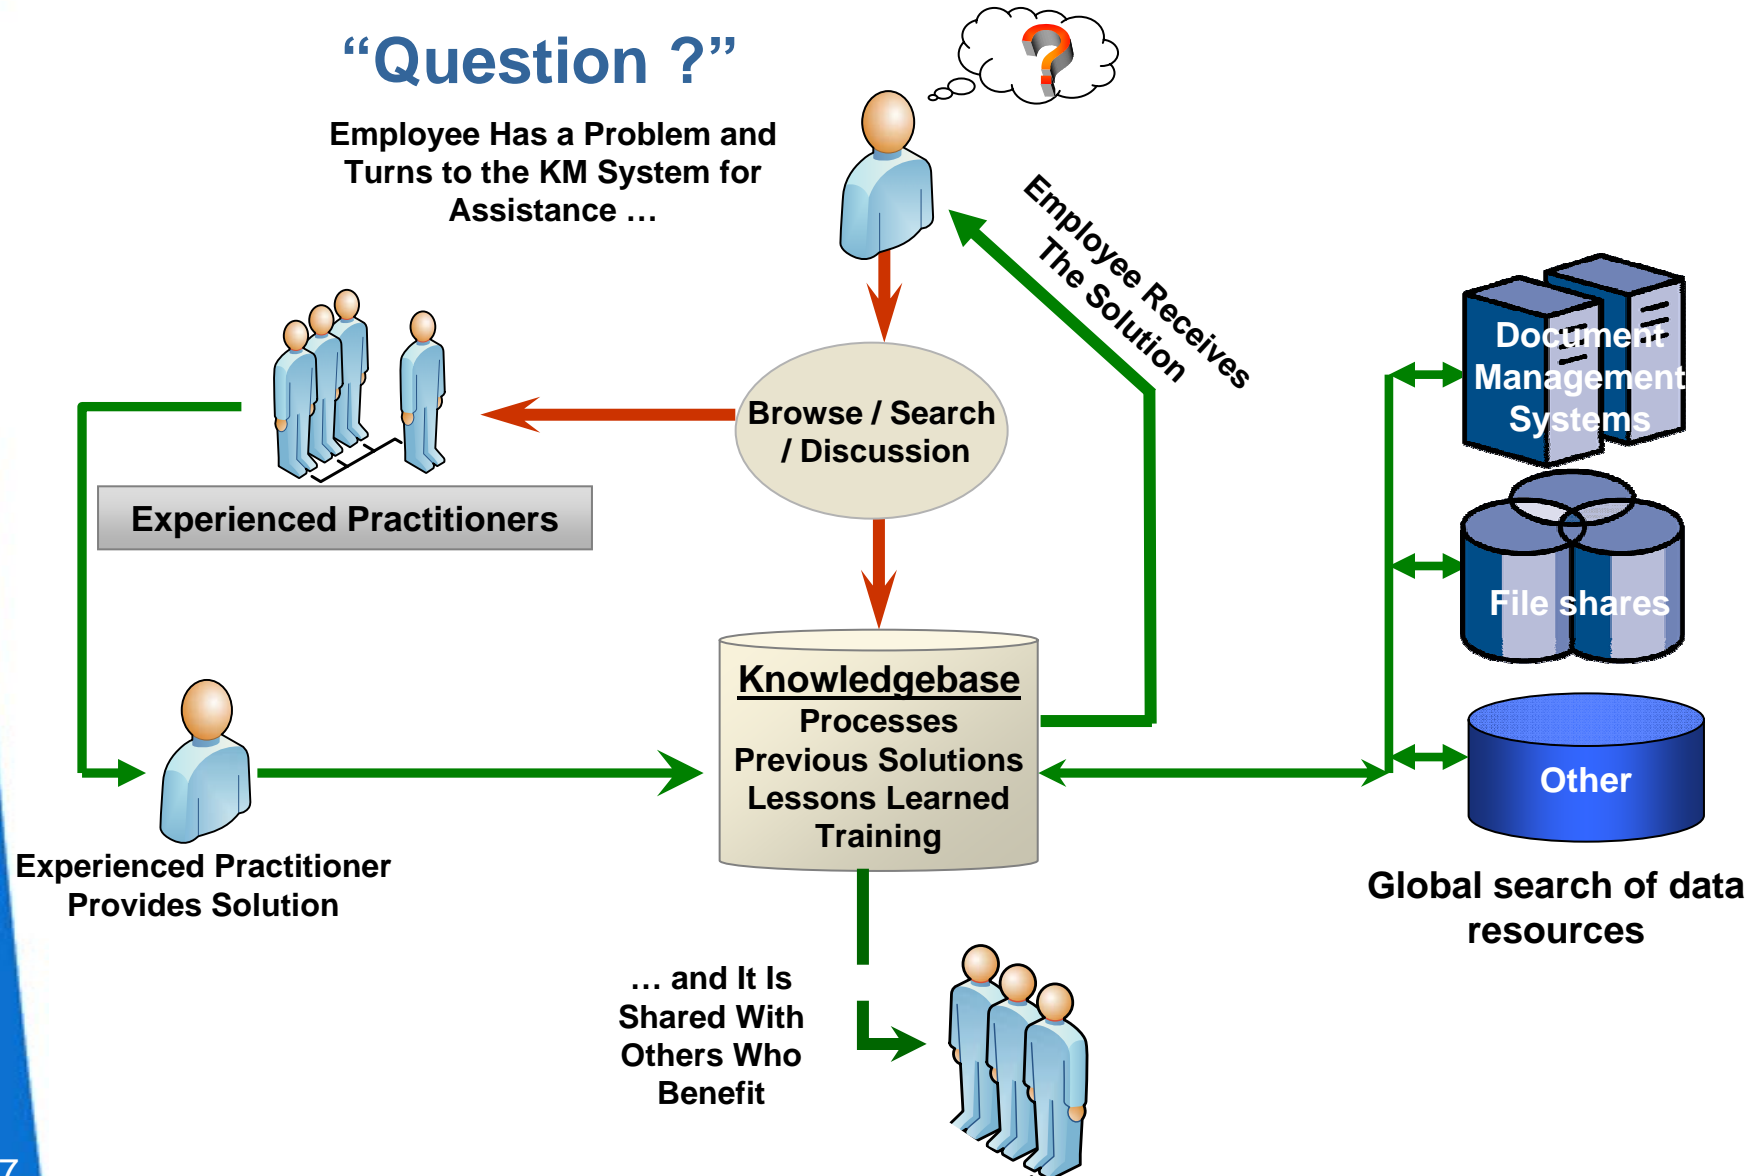 “Question ?”
Employee Has a Problem and
Turns to the KM System for
Assistance …
Employee Receives
The Solution
Browse / Search
/ Discussion
Experienced Practitioners
Document
Management
Systems
File shares
Other
Global search of data
resources
Knowledgebase
Processes
Previous Solutions
Lessons Learned
Training
Experienced Practitioner
Provides Solution
… and It Is
Shared With
Others Who
Benefit
7